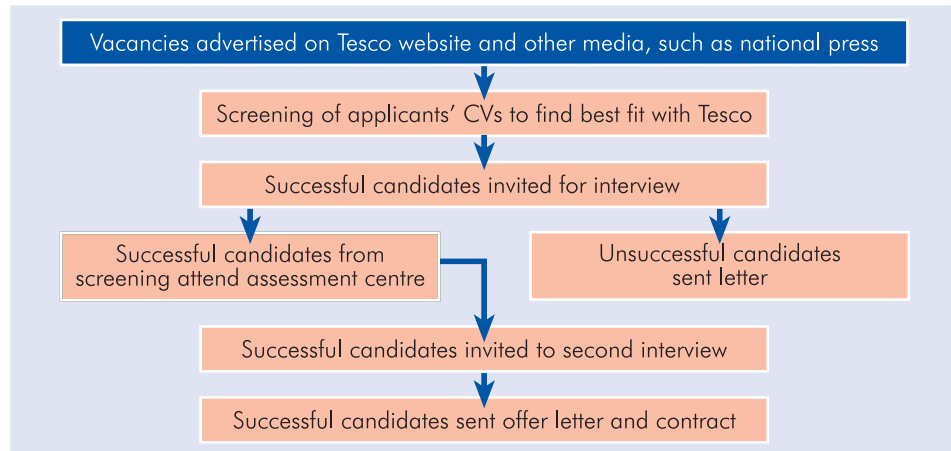 Vacancies advertised on Tesco website and other media, such as national press
Screening of applicants’ CVs to find best fit with Tesco
Successful candidates invited for interview
Successful candidates from
screening attend assessment centre
Unsuccessful candidates
sent letter
Successful candidates invited to second interview
Successful candidates sent offer letter and contract